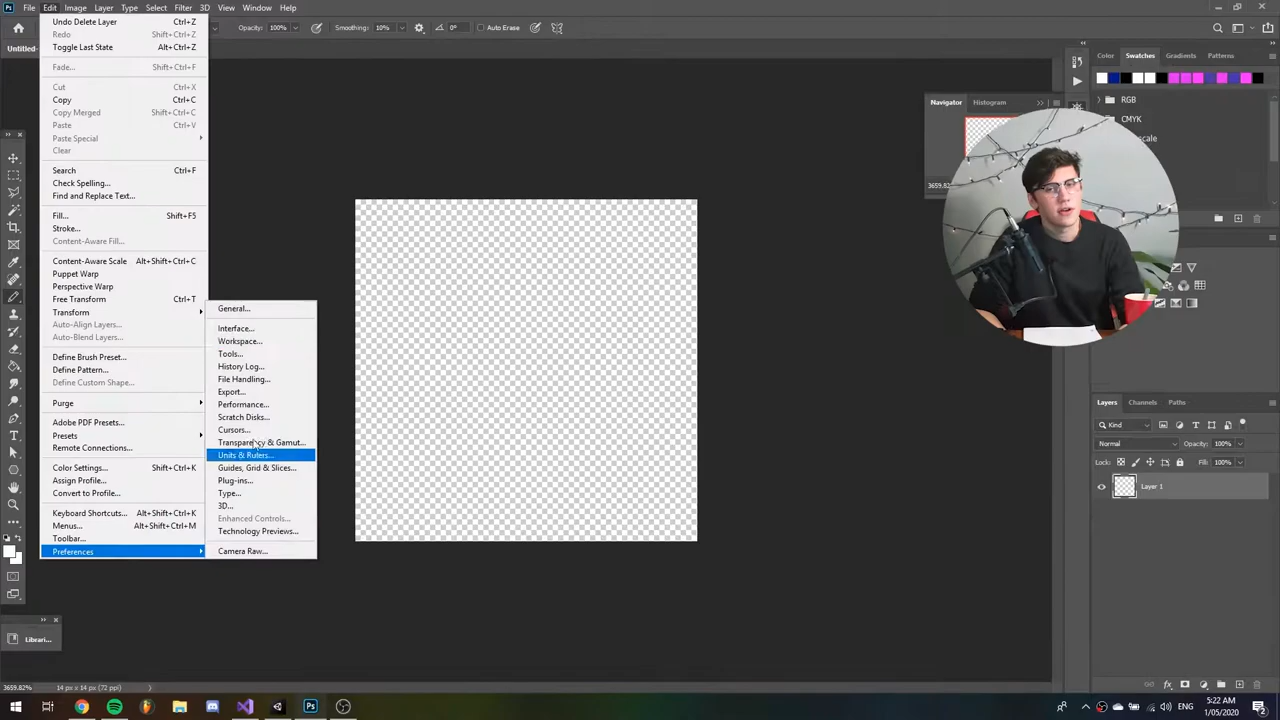 Ps File Edit Image Layer Type Select Filter 3D View Window Help
Opacity: 100% Smoothing: 10% 0° Auto Erase
Untitled-
Undo Delete Layer Ctrl+Z
Redo Shift+Ctrl+Z
Toggle Last State Alt+Ctrl+Z
Fade... Shift+Ctrl+F
Cut Ctrl+X
Copy Ctrl+C
Copy Merged Shift+Ctrl+C
Paste Ctrl+V
Paste Special
Clear
Search Ctrl+F
Check Spelling...
Find and Replace Text...
Fill... Shift+F5
Stroke...
Content-Aware Fill...
Content-Aware Scale Alt+Shift+Ctrl+C
Puppet Warp
Perspective Warp
Free Transform Ctrl+T
Transform
Auto-Align Layers...
Auto-Blend Layers...
Define Brush Preset...
Define Pattern...
Define Custom Shape...
Purge
Adobe PDF Presets...
Presets
Remote Connections...
Color Settings... Shift+Ctrl+K
Assign Profile...
Convert to Profile...
Keyboard Shortcuts... Alt+Shift+Ctrl+K
Menus... Alt+Shift+Ctrl+M
Toolbar...
Preferences
General...
Interface...
Workspace...
Tools...
History Log...
File Handling...
Export...
Performance...
Scratch Disks...
Cursors...
Transparency & Gamut...
Units & Rulers...
Guides, Grid & Slices...
Plug-ins...
Type...
3D...
Enhanced Controls...
Technology Previews...
Camera Raw...
Color Swatches Gradients Patterns
RGB
CMYK
Navigator Histogram
Layers Channels Paths
Kind
Normal Opacity: 100%
Lock: Fill: 100%
Layer 1
Librari...
3659.82% 14 px x 14 px (72 ppi)
Ps
5:22 AM
1/05/2020